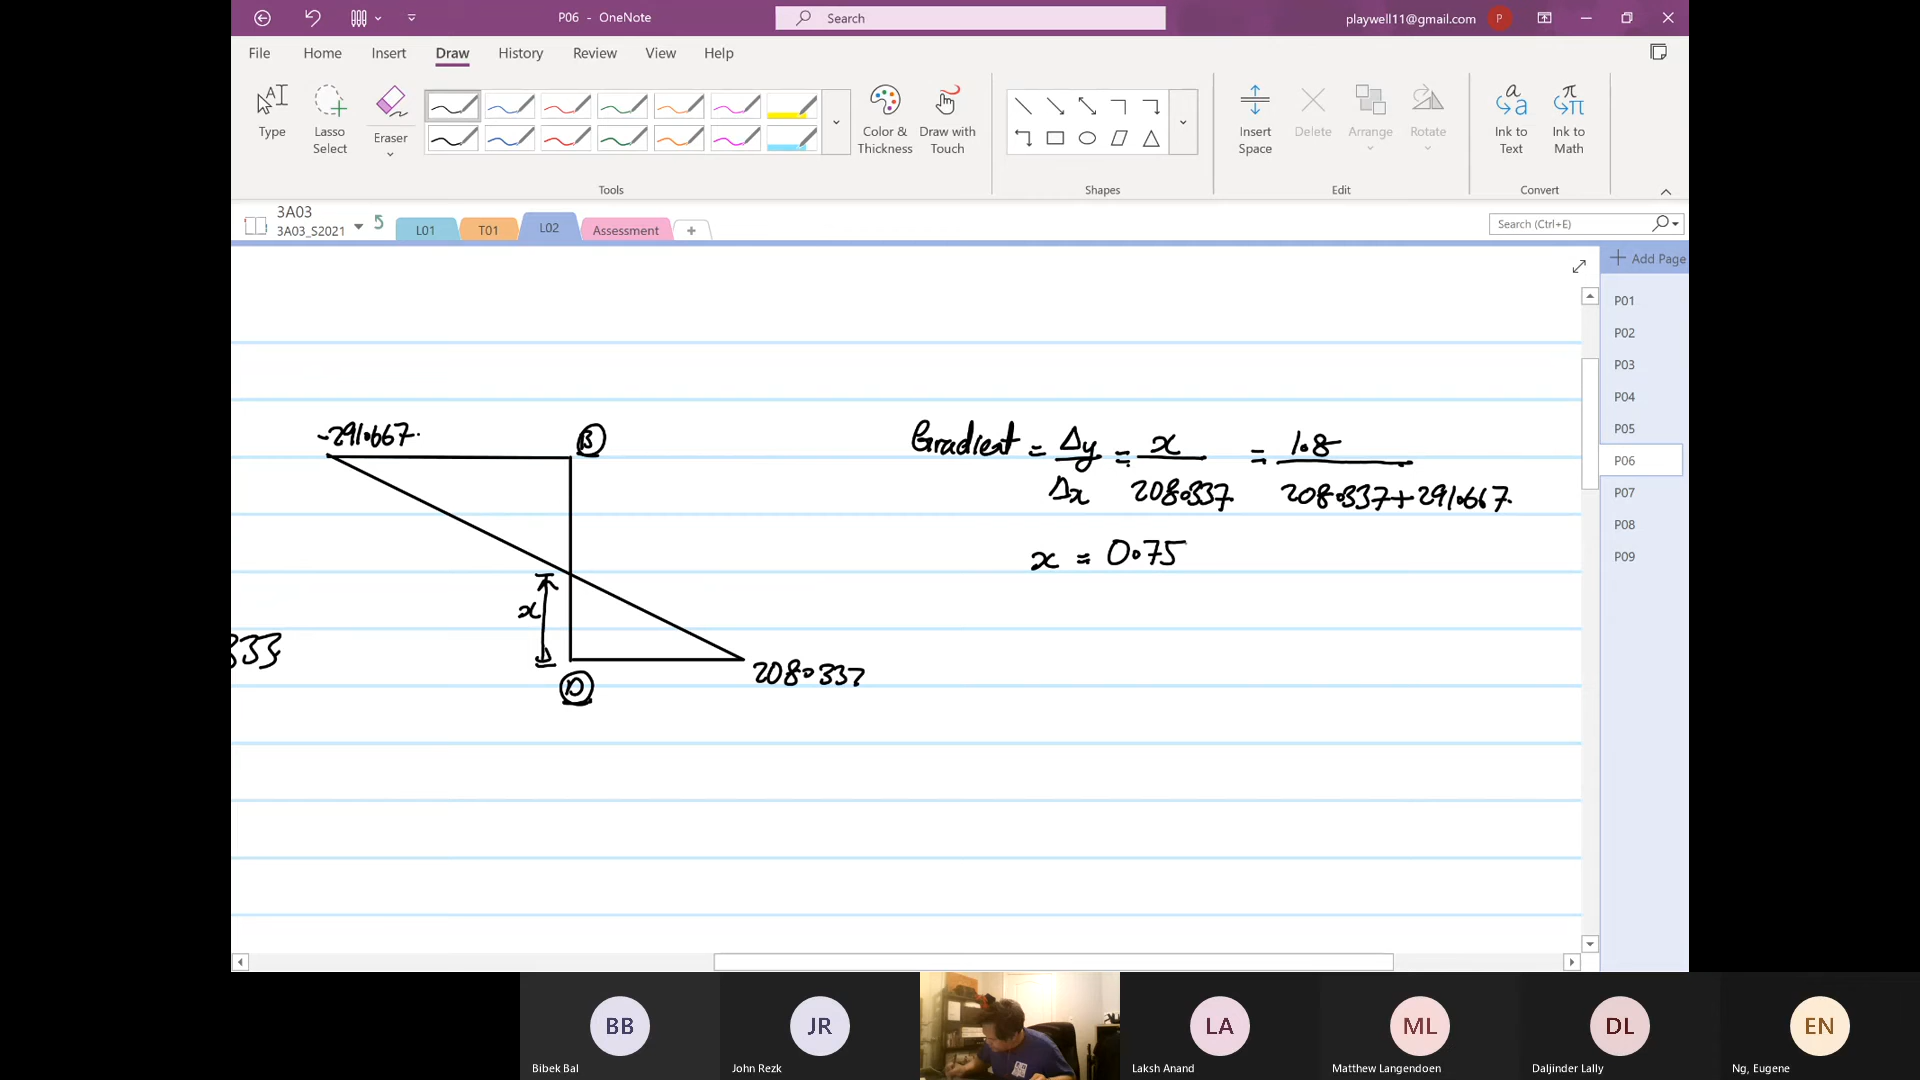 P06 - OneNote
Search
playwell11@gmail.com
P
File Home Insert Draw History Review View Help
Type
Lasso Select
Eraser
Color & Thickness
Draw with Touch
Insert Space
Delete
Arrange
Rotate
Ink to Text
Ink to Math
Tools
Shapes
Edit
Convert
3A03
3A03_S2021
L01
T01
L02
Assessment
Search (Ctrl+E)
Add Page
P01
P02
P03
P04
P05
P06
P07
P08
P09
-291.667
B
x
333
D
208.337
Gradient = Δy/Δx = x/208.337 = 1.8/208.337+291.667
x = 0.75
BB
Bibek Bal
JR
John Rezk
LA
Laksh Anand
ML
Matthew Langendoen
DL
Daljinder Lally
EN
Ng, Eugene